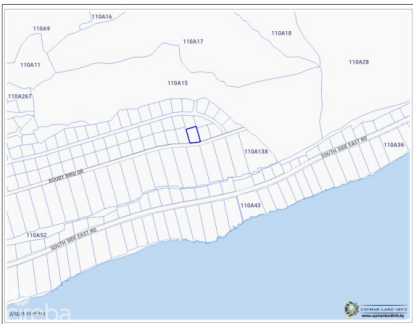 110A16
110A9
110A18
110A17
110A11
110A28
110A15
110A267
110A138
110A36
SOUTH SIDE EAST RD
BOOBY BIRD DR
110A43
110A52
SOUTH SIDE EAST RD
CAYMAN LAND INFO
www.caymanlandinfo.ky